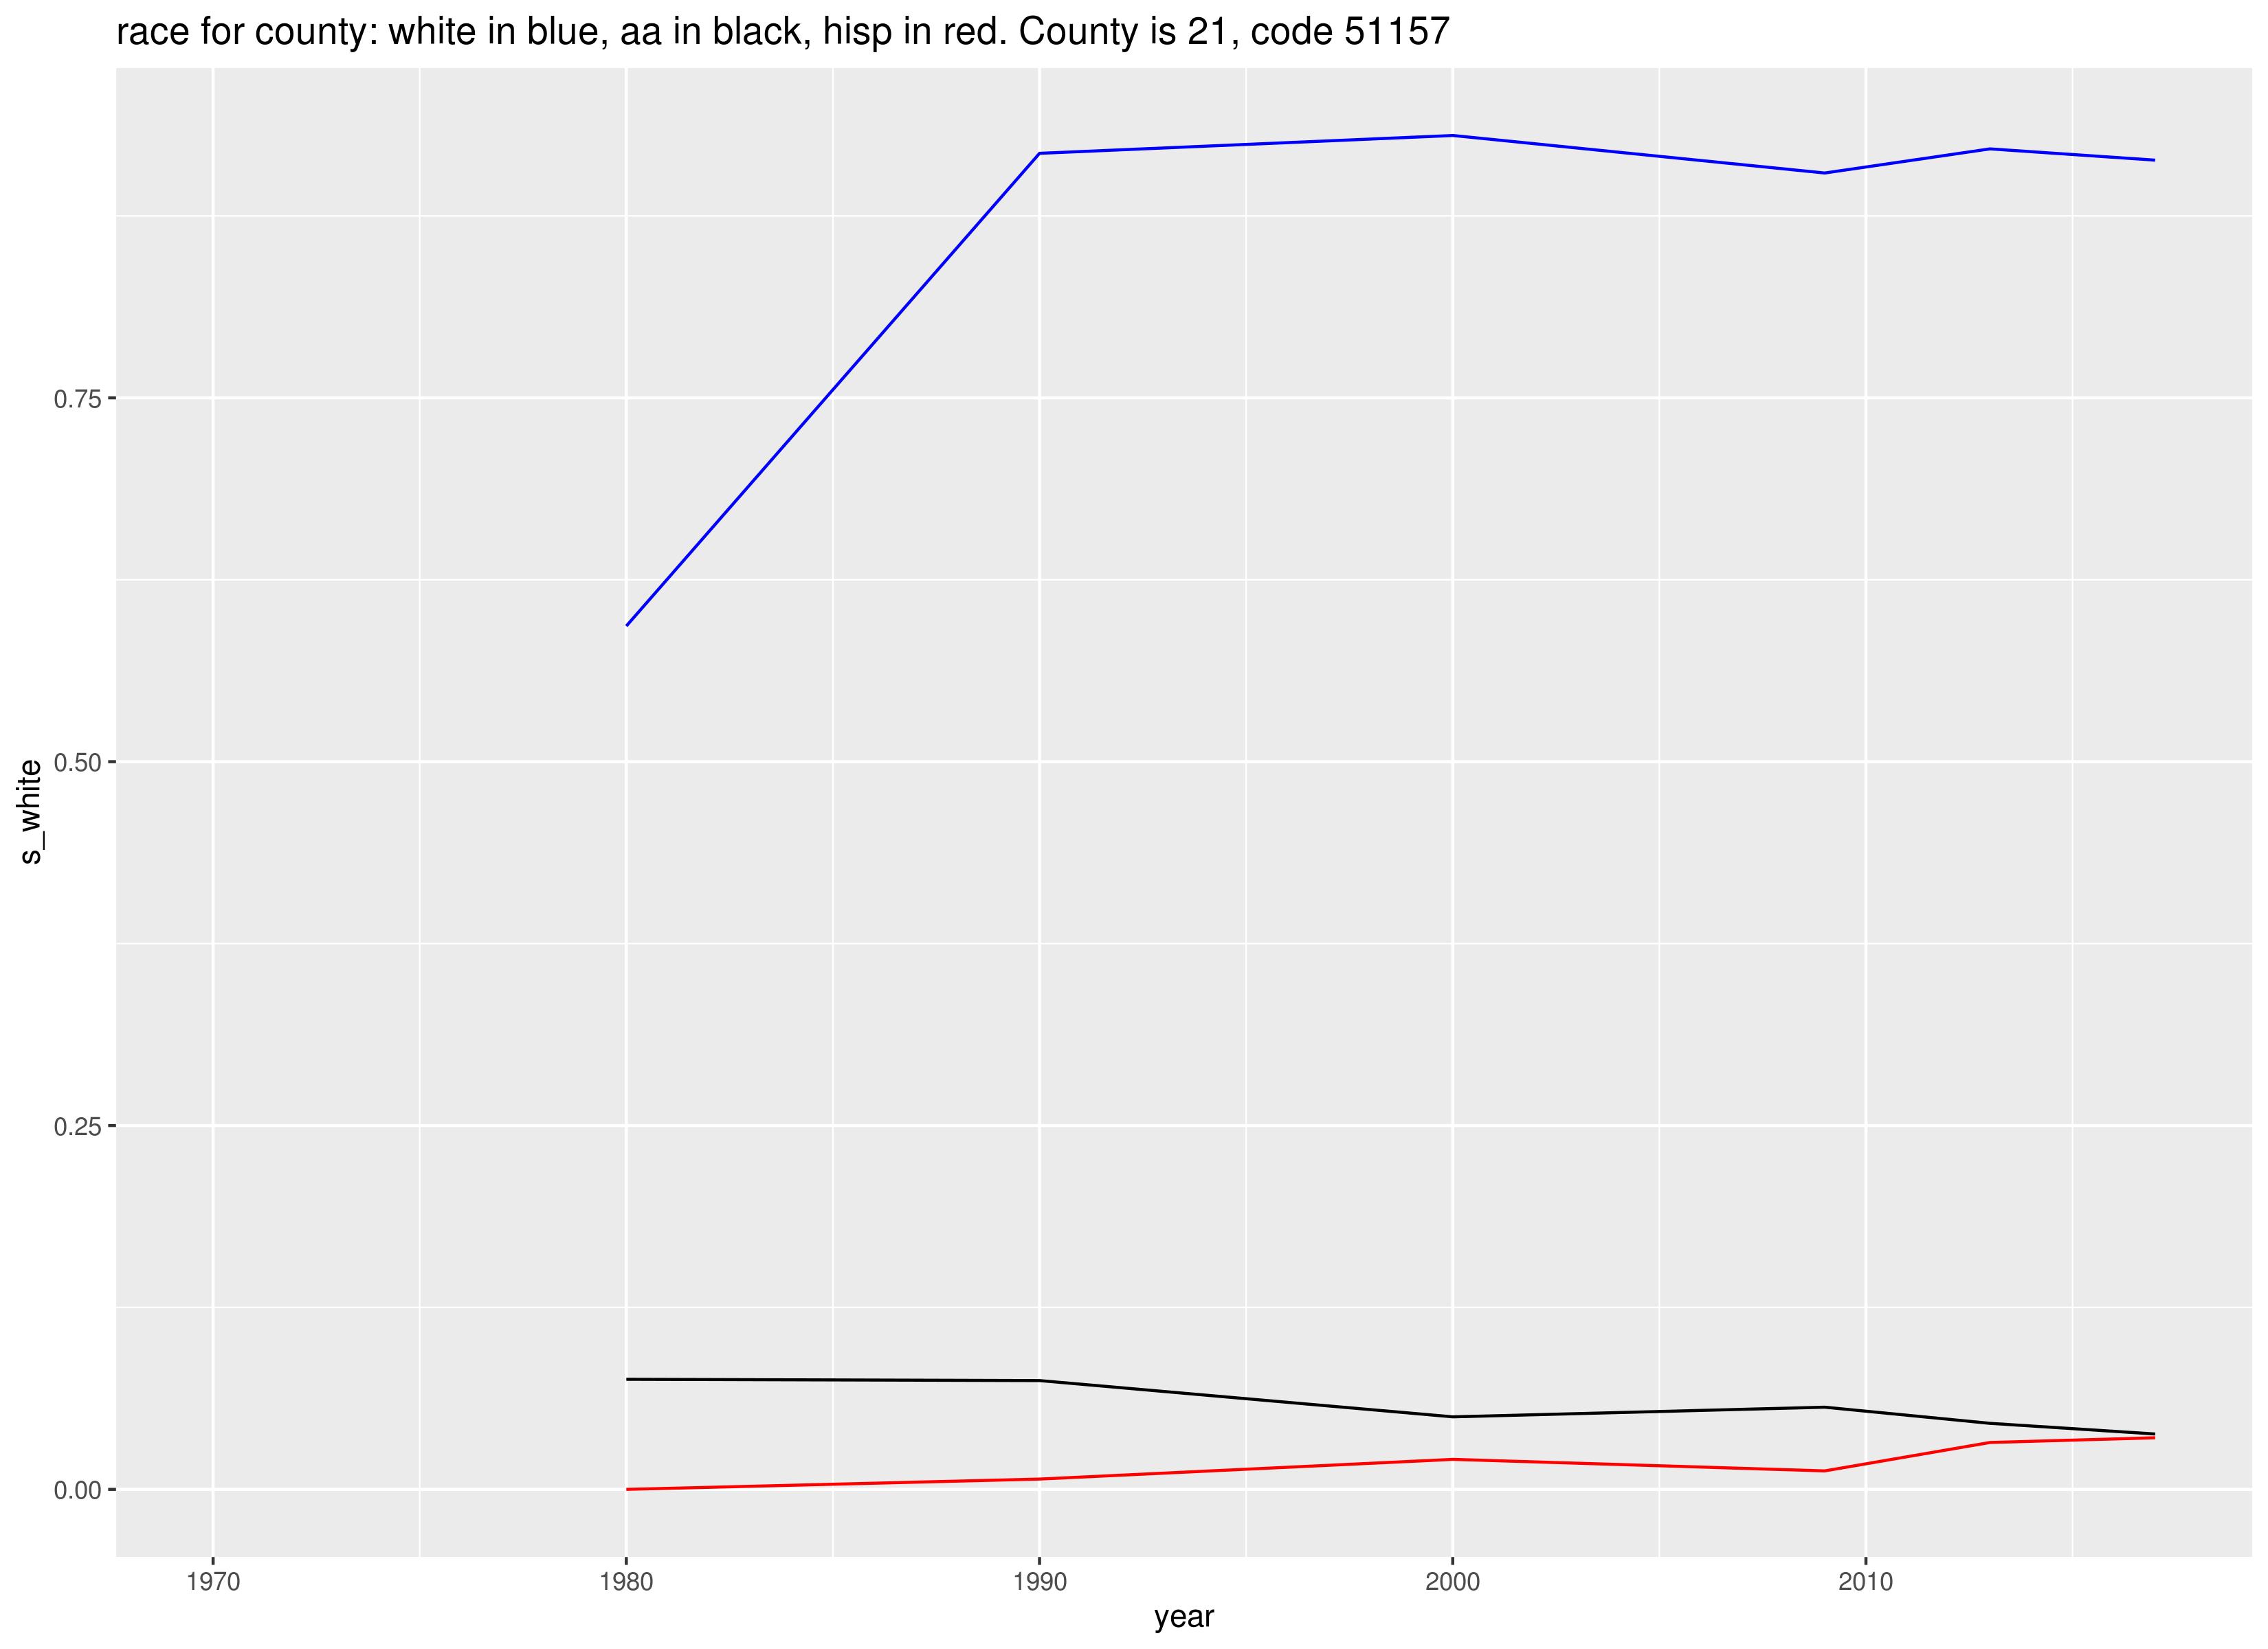 race for county: white in blue, aa in black, hisp in red. County is 21, code 51157
s_white
0.75
0.50
0.25
0.00
1970 1980 1990 2000 2010
year